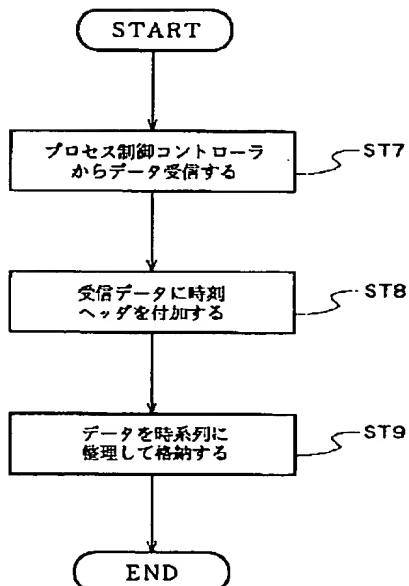 START
プロセス制御コントローラ
からデータ受信する
ST7
受信データに時刻
ヘッダを付加する
ST8
データを時系列に
整理して格納する
ST9
END